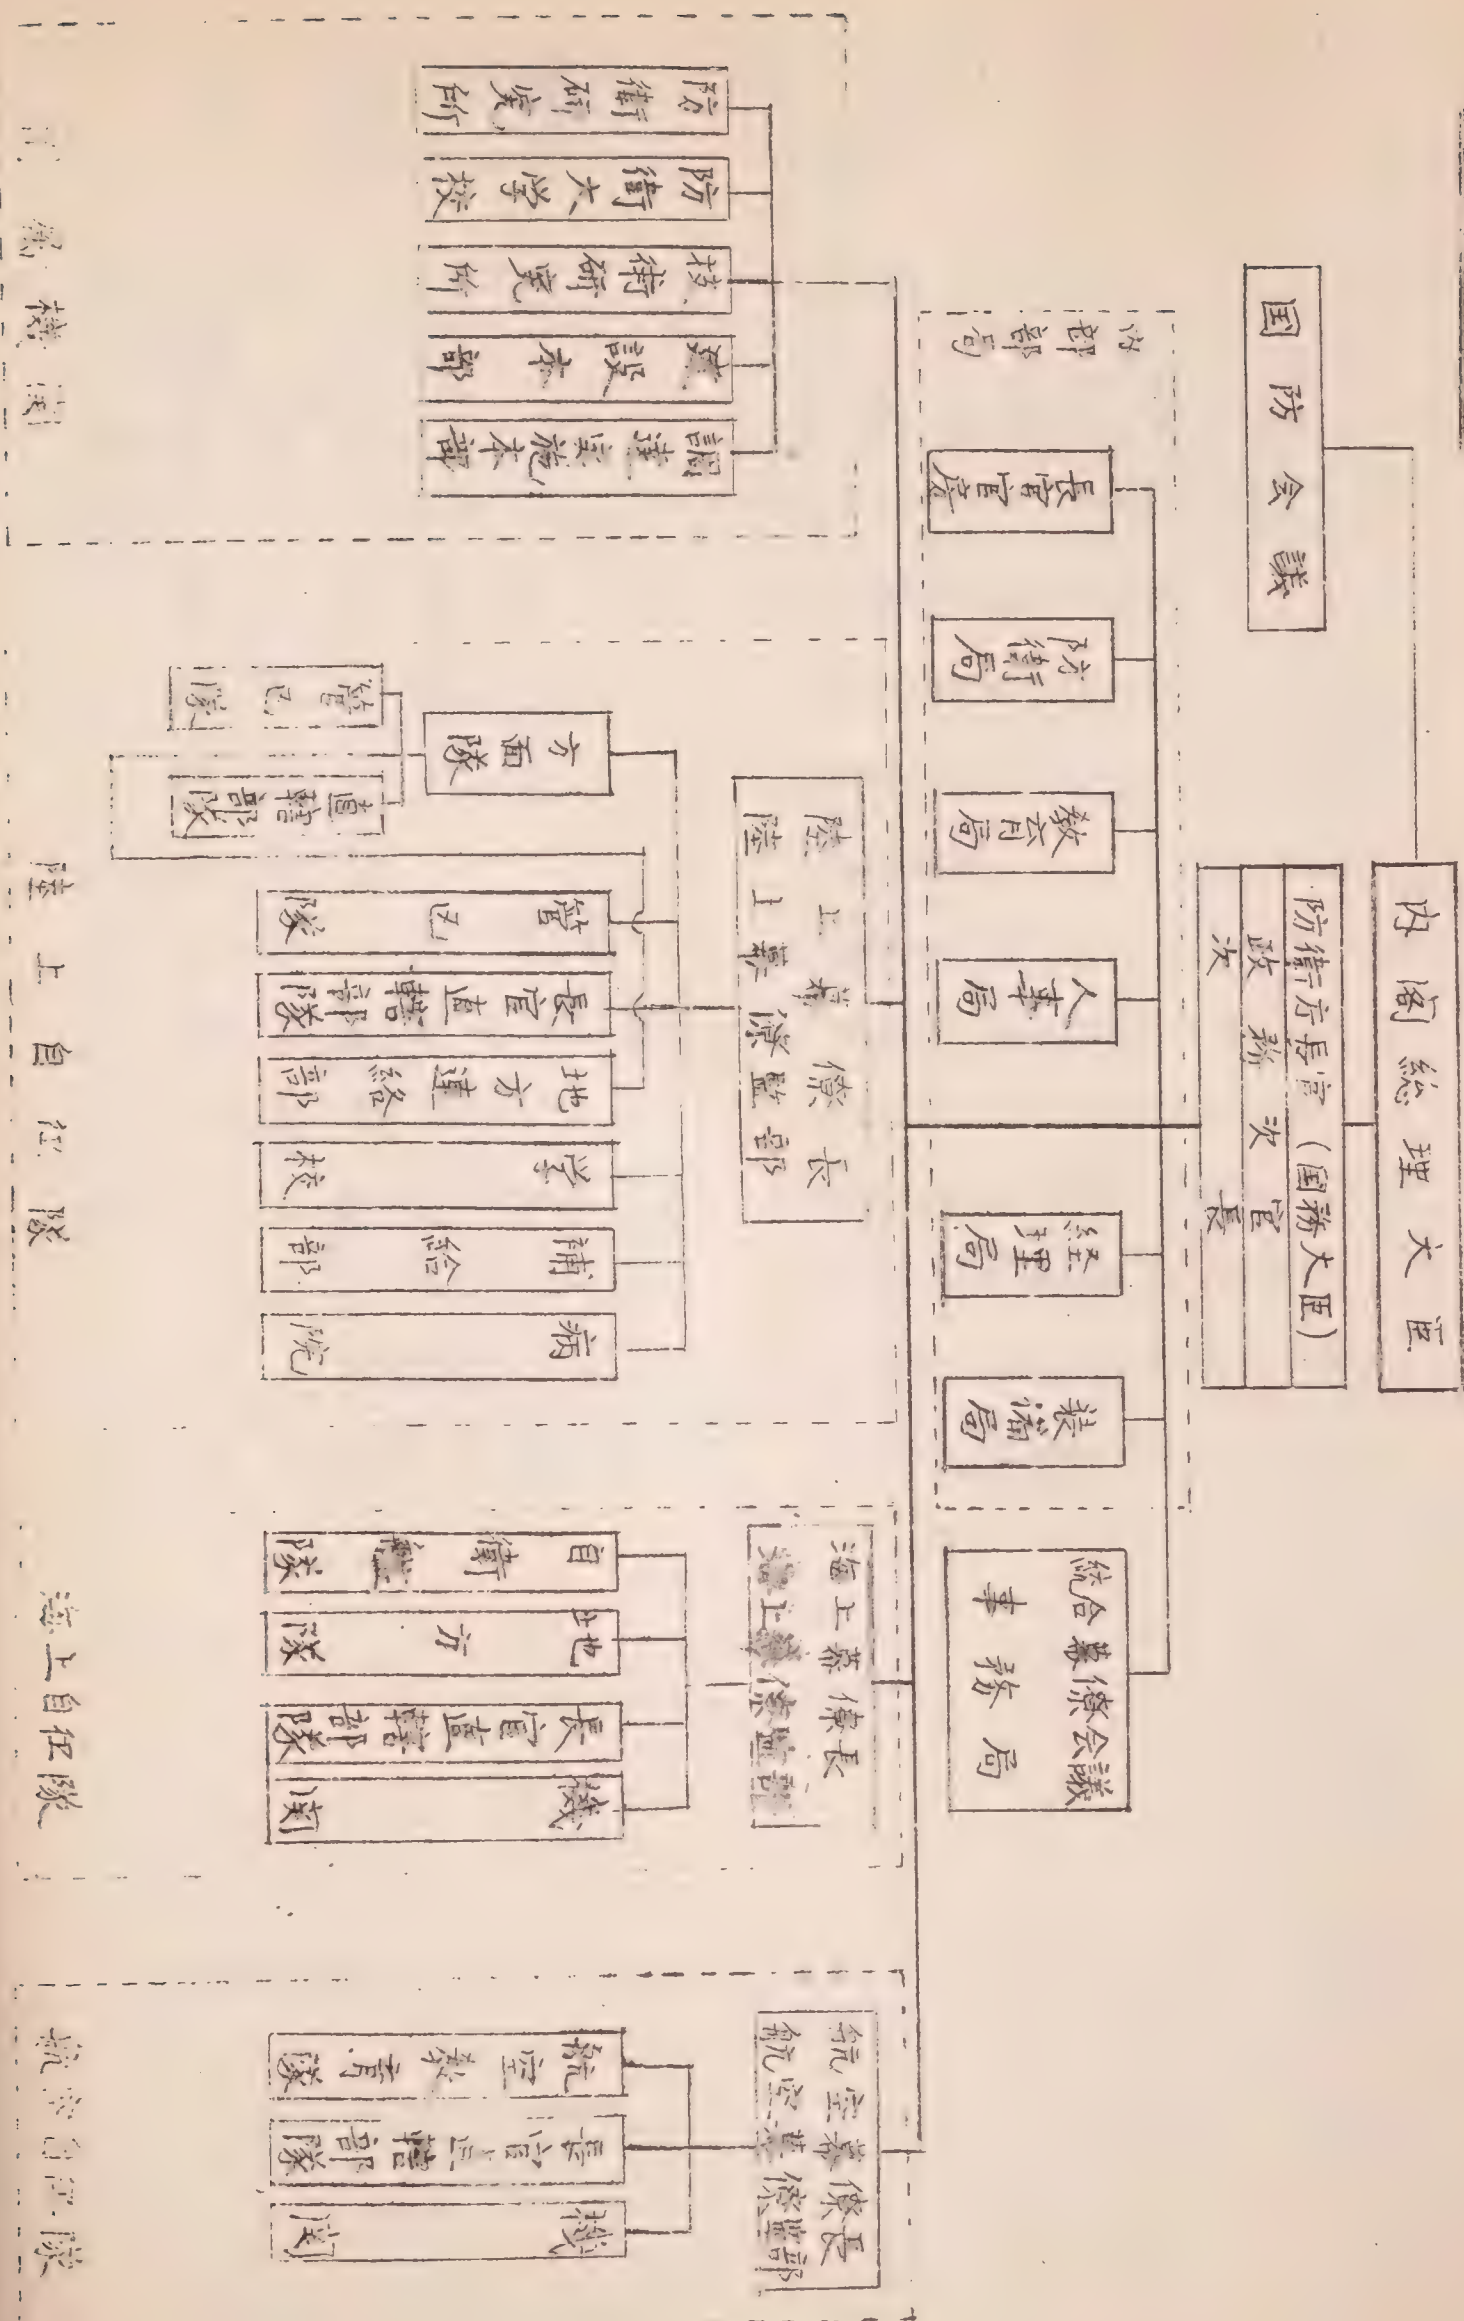 内閣総理大臣
国防会議
防衛庁長官(国務大臣)
政務次官
次長
内部部局
長官官房
防衛局
教育局
人事局
経理局
装備局
統合幕僚会議
事務局
防衛研究所
防衛大学校
技術研究所
建設本部
調達実施本部
附属機関
陸上幕僚長
陸上幕僚監部
方面隊
管区隊
直轄部隊
管区隊
長官直轄部隊
地方連絡部
学校
補給部
病院
陸上自衛隊
海上幕僚長
海上幕僚監部
自衛艦隊
地方隊
長官直轄部隊
機関
海上自衛隊
航空幕僚長
航空幕僚監部
航空教育隊
長官直轄部隊
機関
航空自衛隊